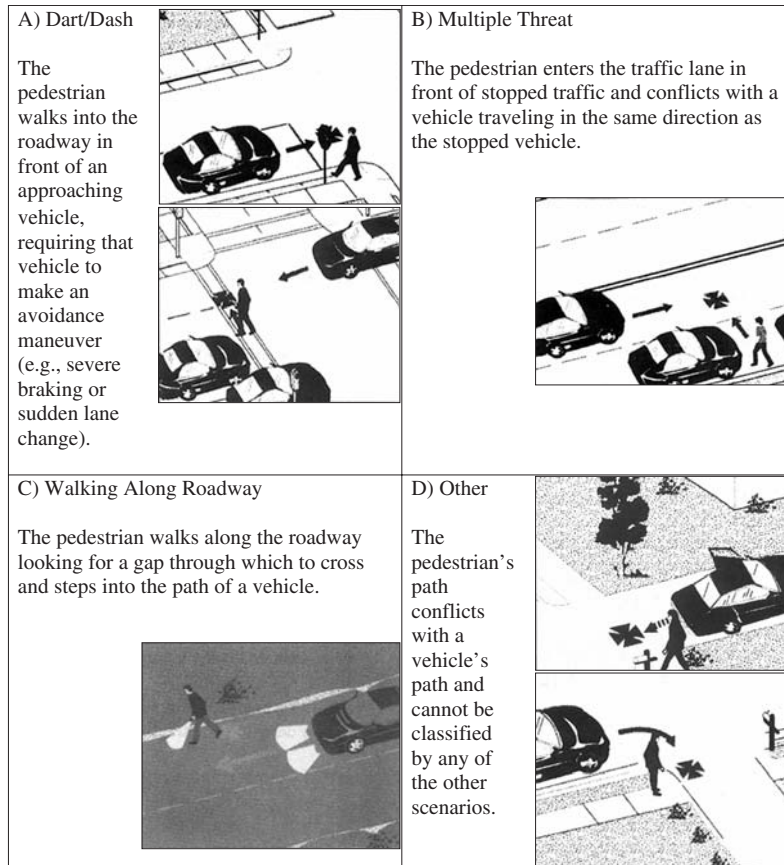 A) Dart/Dash
The
pedestrian
walks into the
roadway in
front of an
approaching
vehicle,
requiring that
vehicle to
make an
avoidance
maneuver
(e.g., severe
braking or
sudden lane
change).
B) Multiple Threat
The pedestrian enters the traffic lane in
front of stopped traffic and conflicts with a
vehicle traveling in the same direction as
the stopped vehicle.
C) Walking Along Roadway
The pedestrian walks along the roadway
looking for a gap through which to cross
and steps into the path of a vehicle.
D) Other
The
pedestrian’s
path
conflicts
with a
vehicle’s
path and
cannot be
classified
by any of
the other
scenarios.